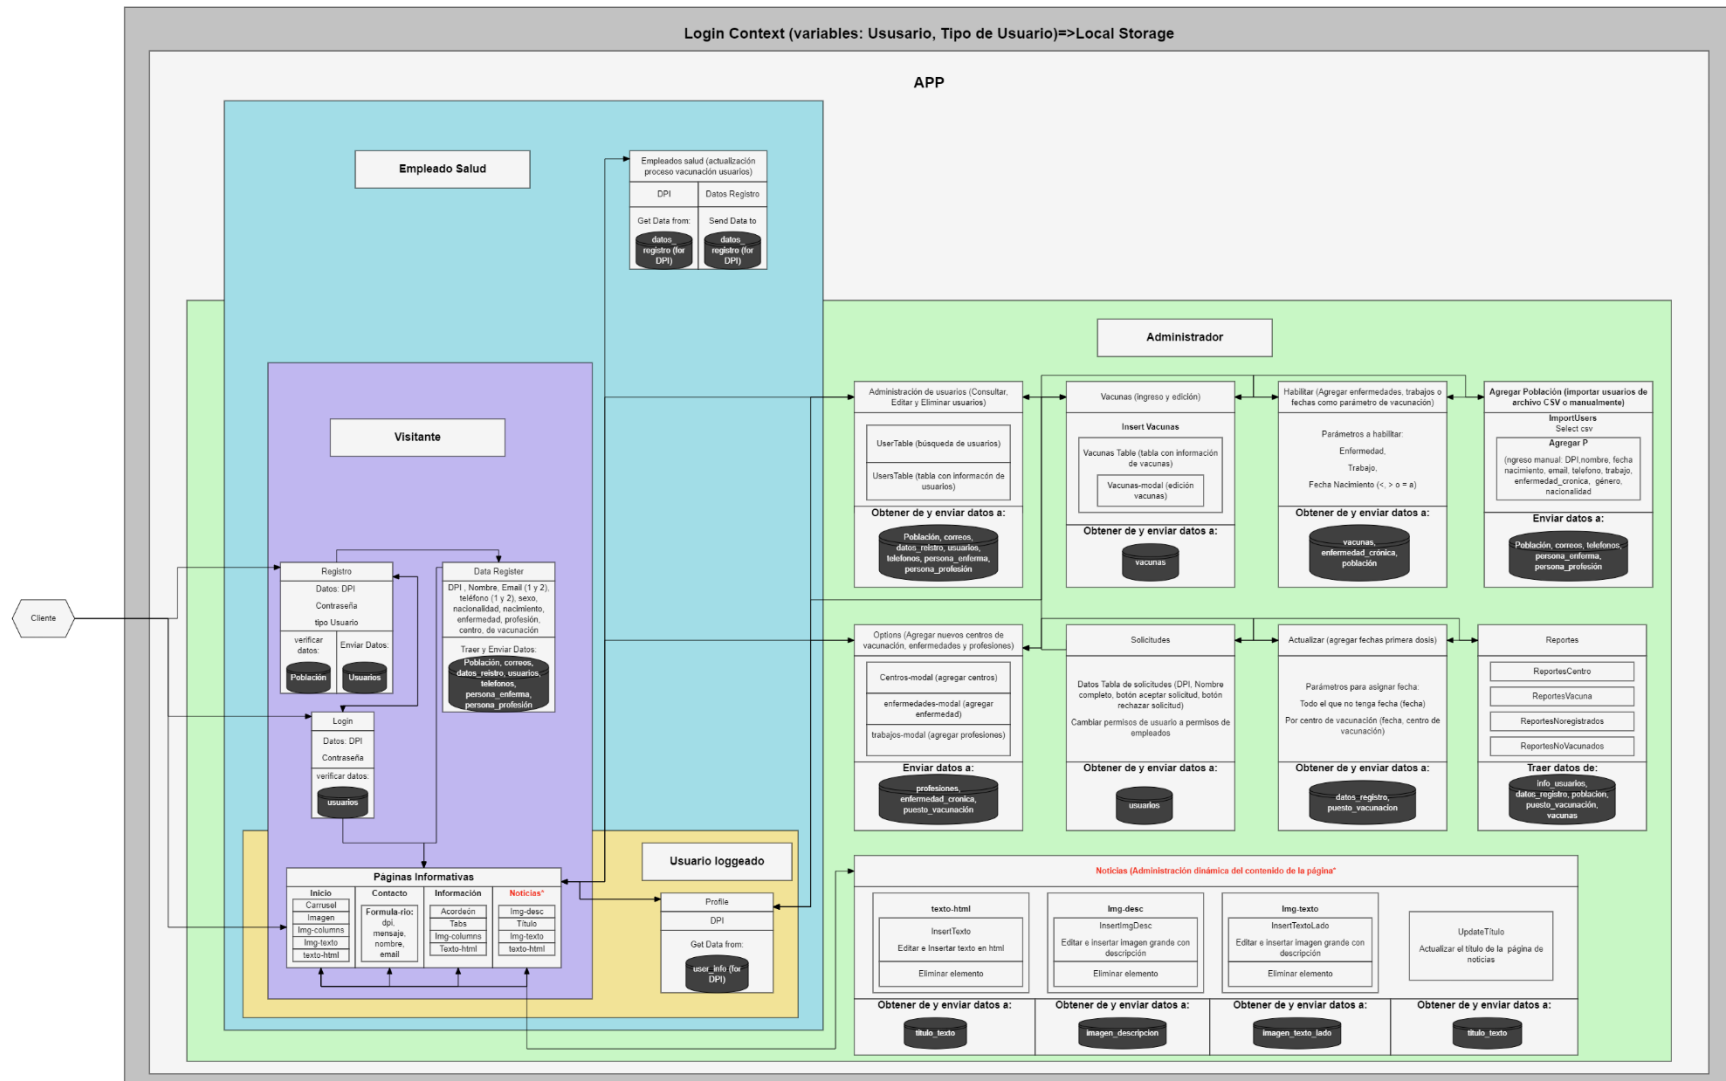 Login Context (variables: Ususario, Tipo de Usuario)=>Local Storage
APP
Empleado Salud
Empleados salud (actualización
proceso vacunación usuarios)
DPI
Datos Registro
Get Data from:
Send Data to
datos_
registro (for
DPI)
datos_
registro (for
DPI)
Visitante
Cliente
Registro
Datos: DPI
Contraseña
tipo Usuario
verificar
datos:
Población
Enviar Datos:
Usuarios
Data Register
DPI , Nombre, Email (1 y 2),
teléfono (1 y 2), sexo,
nacionalidad, nacimiento,
enfermedad, profesión,
centro, de vacunación
Traer y Enviar Datos:
Población, correos,
datos_reistro, usuarios,
telefonos,
persona_enferma,
persona_profesión
Login
Datos: DPI
Contraseña
verificar datos:
usuarios
Páginas Informativas
Inicio
Carrusel
Imagen
Img-columns
Img-texto
texto-html
Contacto
Formula-rio:
dpi,
mensaje,
nombre,
email
Información
Acordeón
Tabs
Img-columns
Texto-html
Noticias*
Img-desc
Título
Img-texto
texto-html
Usuario loggeado
Profile
DPI
Get Data from:
user_info (for
DPI)
Administrador
Administración de usuarios (Consultar,
Editar y Eliminar usuarios)
UserTable (búsqueda de usuarios)
UsersTable (tabla con informacón de
usuarios)
Obtener de y enviar datos a:
Población, correos,
datos_reistro, usuarios,
telefonos, persona_enferma,
persona_profesión
Vacunas (ingreso y edición)
Insert Vacunas
Vacunas Table (tabla con información
de vacunas)
Vacunas-modal (edición
vacunas)
Obtener de y enviar datos a:
vacunas
Habilitar (Agregar enfermedades, trabajos o
fechas como parámetro de vacunación)
Parámetros a habilitar:
Enfermedad,
Trabajo,
Fecha Nacimiento (<, > o = a)
Obtener de y enviar datos a:
vacunas,
enfermedad_crónica,
población
Agregar Población (importar usuarios de
archivo CSV o manualmente)
ImportUsers
Select csv
Agregar P
(ngreso manual: DPI,nombre, fecha
nacimiento, email, telefono, trabajo,
enfermedad_cronica, género,
nacionalidad
Enviar datos a:
Población, correos, telefonos,
persona_enferma,
persona_profesión
Options (Agregar nuevos centros de
vacunación, enfermedades y profesiones)
Centros-modal (agregar centros)
enfermedades-modal (agregar
enfermedad)
trabajos-modal (agregar profesiones)
Enviar datos a:
profesiones,
enfermedad_cronica,
puesto_vacunación
Solicitudes
Datos Tabla de solicitudes (DPI, Nombre
completo, botón aceptar solicitud, botón
rechazar solicitud)
Cambiar permisos de usuario a permisos de
empleados
Obtener de y enviar datos a:
usuarios
Actualizar (agregar fechas primera dosis)
Parámetros para asignar fecha:
Todo el que no tenga fecha (fecha)
Por centro de vacunación (fecha, centro de
vacunación)
Obtener de y enviar datos a:
datos_registro,
puesto_vacunacion
Reportes
ReportesCentro
ReportesVacuna
ReportesNoregistrados
ReportesNoVacunados
Traer datos de:
info_usuarios,
datos_registro, poblacion,
puesto_vacunación,
vacunas
Noticias (Administración dinámica del contenido de la página*
texto-html
InsertTexto
Editar e Insertar texto en html
Eliminar elemento
Obtener de y enviar datos a:
título_texto
Img-desc
InsertImgDesc
Editar e insertar imagen grande con
descripción
Eliminar elemento
Obtener de y enviar datos a:
imagen_descripcion
Img-texto
InsertTextoLado
Editar e insertar imagen grande con
descripción
Eliminar elemento
Obtener de y enviar datos a:
imagen_texto_lado
UpdateTítulo
Actualizar el título de la página de
noticias
Obtener de y enviar datos a:
título_texto